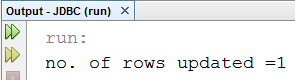 Output - JDBC (run) ×
run:
no. of rows updated =1